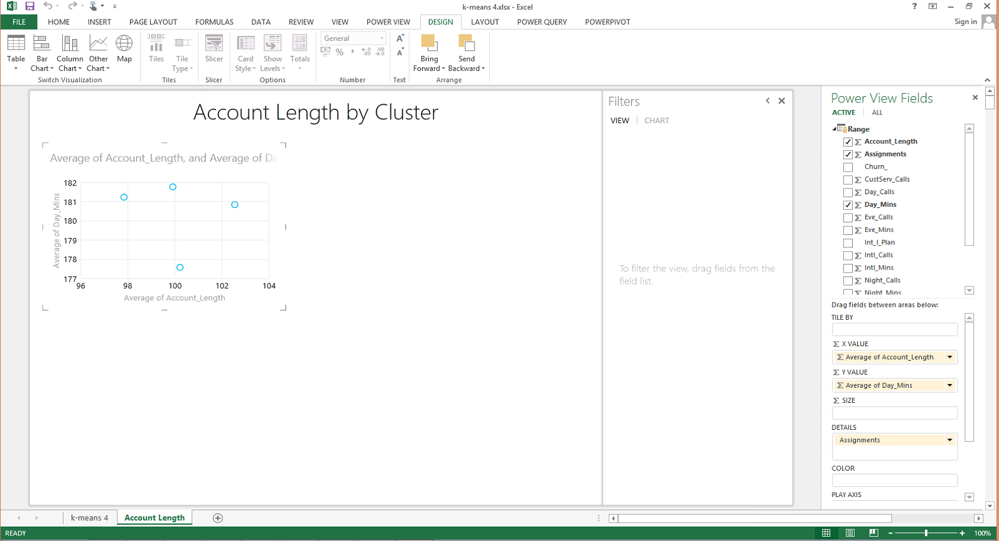 k-means 4.xlsx - Excel
FILE HOME INSERT PAGE LAYOUT FORMULAS DATA REVIEW VIEW POWER VIEW DESIGN LAYOUT POWER QUERY POWERPIVOT Sign in
Table Bar Chart Column Chart Other Chart Map
Switch Visualization
Tiles Tile Type
Tiles
Slicer
Slicer
Card Style Show Levels Totals
Options
General
% , .00 .0
Number
A A
Text
Bring Forward Send Backward
Arrange
Account Length by Cluster
Average of Account_Length, and Average of Da
182
181
180
179
178
177
Average of Day_Mins
96 98 100 102 104
Average of Account_Length
Filters
VIEW | CHART
To filter the view, drag fields from the
field list.
Power View Fields
ACTIVE ALL
Range
Σ Account_Length
Σ Assignments
Churn_
Σ CustServ_Calls
Σ Day_Calls
Σ Day_Mins
Σ Eve_Calls
Σ Eve_Mins
Int_l_Plan
Σ Intl_Calls
Σ Intl_Mins
Σ Night_Calls
Σ Night_Mins
Drag fields between areas below:
TILE BY
Σ X VALUE
Σ Average of Account_Length
Σ Y VALUE
Σ Average of Day_Mins
Σ SIZE
DETAILS
Assignments
COLOR
PLAY AXIS
k-means 4 Account Length
READY 100%